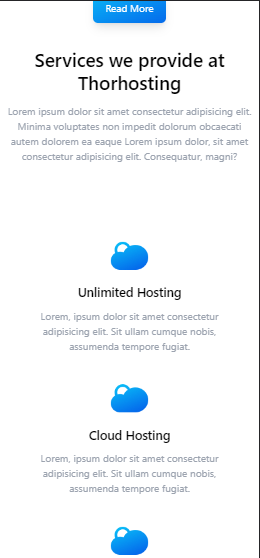 Read More
Services we provide at
Thorhosting
Lorem ipsum dolor sit amet consectetur adipisicing elit.
Minima voluptates non impedit dolorum obcaecati
autem dolorem ea eaque Lorem ipsum dolor, sit amet
consectetur adipisicing elit. Consequatur, magni?
Unlimited Hosting
Lorem, ipsum dolor sit amet consectetur
adipisicing elit. Sit ullam cumque nobis,
assumenda tempore fugiat.
Cloud Hosting
Lorem, ipsum dolor sit amet consectetur
adipisicing elit. Sit ullam cumque nobis,
assumenda tempore fugiat.